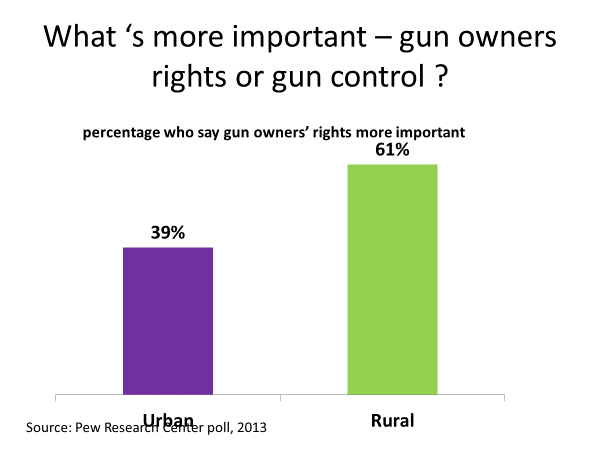 What ‘s more important – gun owners
rights or gun control ?
percentage who say gun owners’ rights more important
61%
39%
Urban
Rural
Source: Pew Research Center poll, 2013